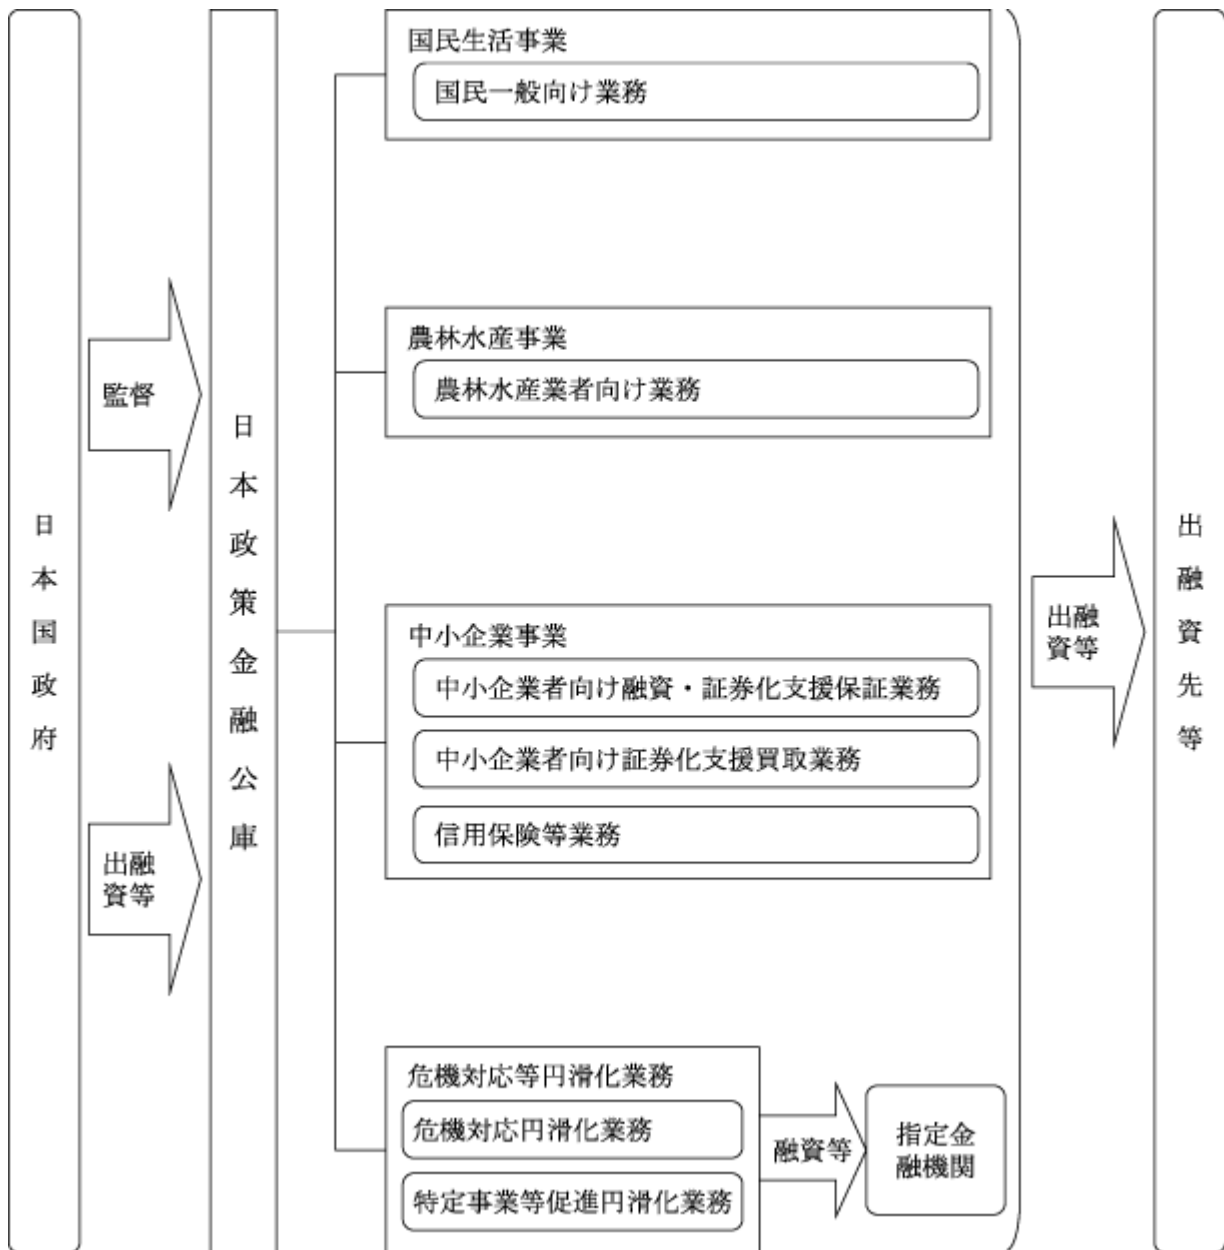 日本国政府
監督
出融
資等
日本政策金融公庫
国民生活事業
国民一般向け業務
農林水産事業
農林水産業者向け業務
中小企業事業
中小企業者向け融資・証券化支援保証業務
中小企業者向け証券化支援買取業務
信用保険等業務
危機対応等円滑化業務
危機対応円滑化業務
特定事業等促進円滑化業務
融資等
指定金
融機関
出融
資等
出融資先等